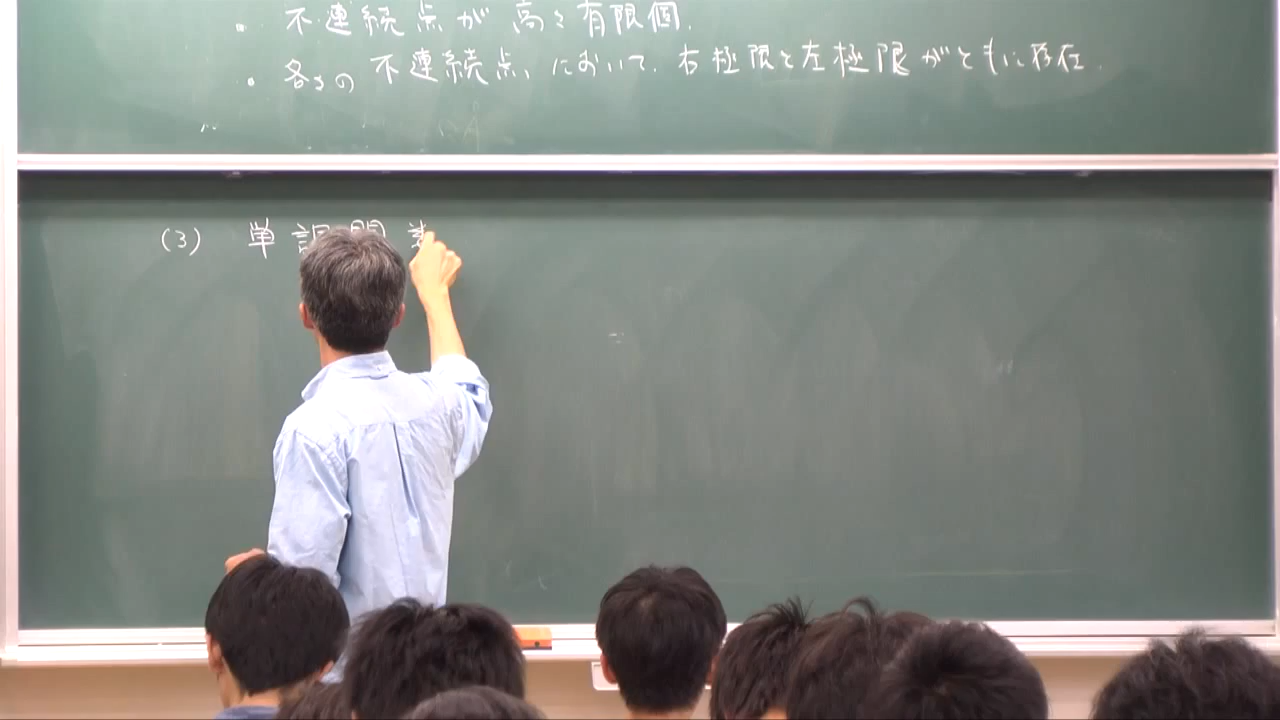 ・ 不連続点が高々有限個.
・ 各々の不連続点において、右極限と左極限がともに存在.
(3) 単調関数